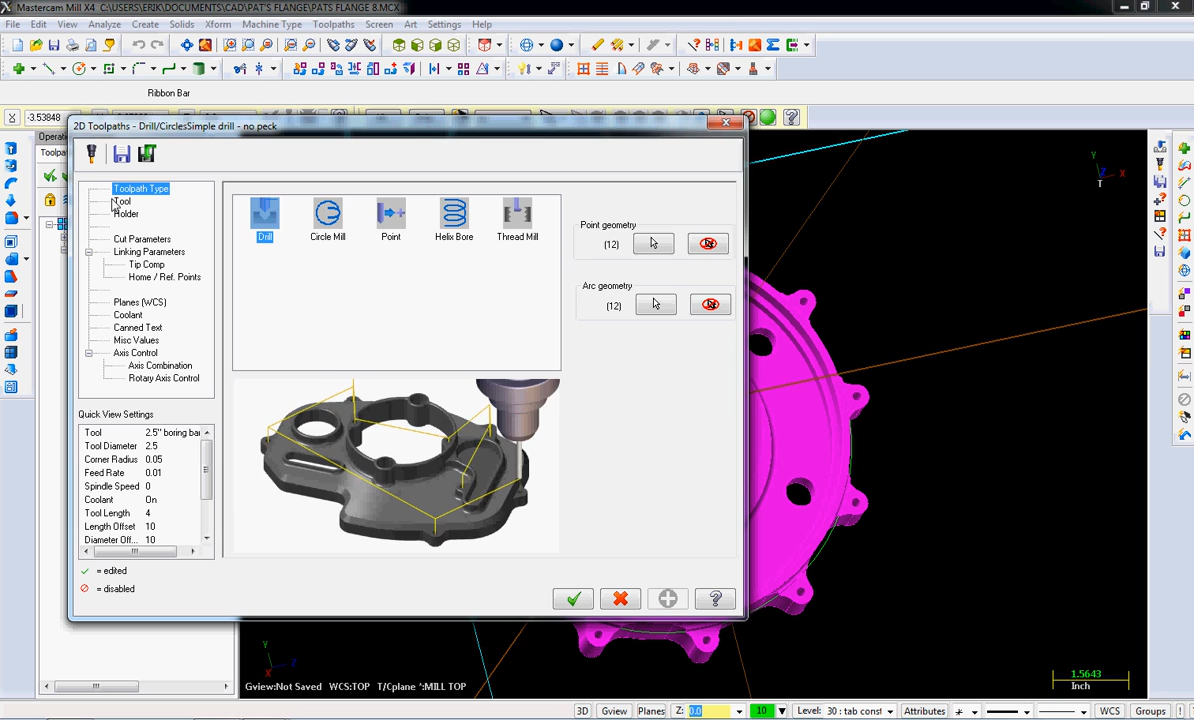 Mastercam Mill X4 C:\USERS\ERIK\DOCUMENTS\CAD\PAT'S FLANGE\PATS FLANGE 8.MCX
File Edit View Analyze Create Solids Xform Machine Type Toolpaths Screen Art Settings Help
Ribbon Bar
-3.53848
2D Toolpaths - Drill/CirclesSimple drill - no peck
Toolpath Type
Tool
Holder
Cut Parameters
Linking Parameters
Tip Comp
Home / Ref. Points
Planes (WCS)
Coolant
Canned Text
Misc Values
Axis Control
Axis Combination
Rotary Axis Control
Drill Circle Mill Point Helix Bore Thread Mill
Point geometry
(12)
Arc geometry
(12)
Quick View Settings
Tool 2.5" boring bar
Tool Diameter 2.5
Corner Radius 0.05
Feed Rate 0.01
Spindle Speed 0
Coolant On
Tool Length 4
Length Offset 10
Diameter Off... 10
= edited
= disabled
Y
Z X
T
Y
Z
X
Gview:Not Saved WCS:TOP T/Cplane *:MILL TOP
1.5643
Inch
3D Gview Planes Z: 0.0 10 Level: 30 : tab const Attributes WCS Groups